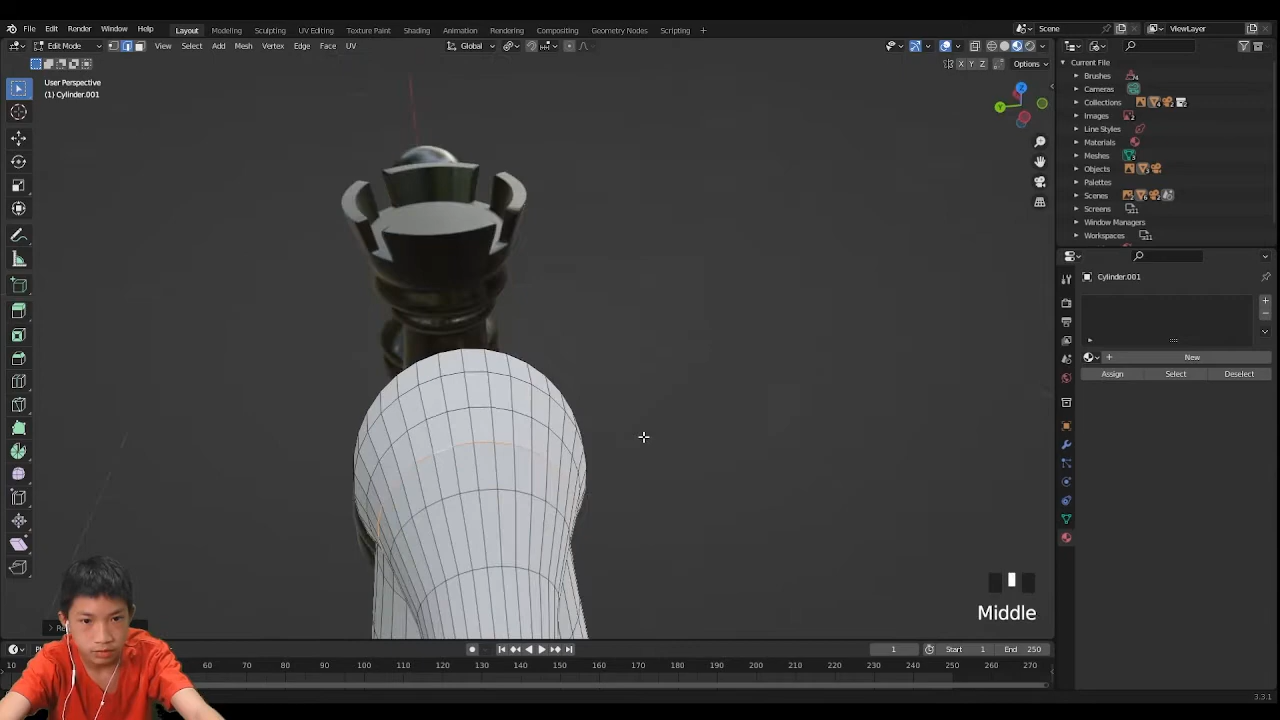 File Edit Render Window Help Layout Modeling Sculpting UV Editing Texture Paint Shading Animation Rendering Compositing Geometry Nodes Scripting + Scene ViewLayer
Edit Mode View Select Add Mesh Vertex Edge Face UV Global
X Y Z Options
User Perspective
(1) Cylinder.001
Current File
Brushes
Cameras
Collections
Images
Line Styles
Materials
Meshes
Objects
Palettes
Scenes
Screens
Window Managers
Workspaces
Cylinder.001
New
Assign Select Deselect
Middle
1 Start 1 End 250
10 60 70 80 90 100 110 120 130 140 150 160 170 180 190 200 210 220 230 240 250 260 270
3.3.1